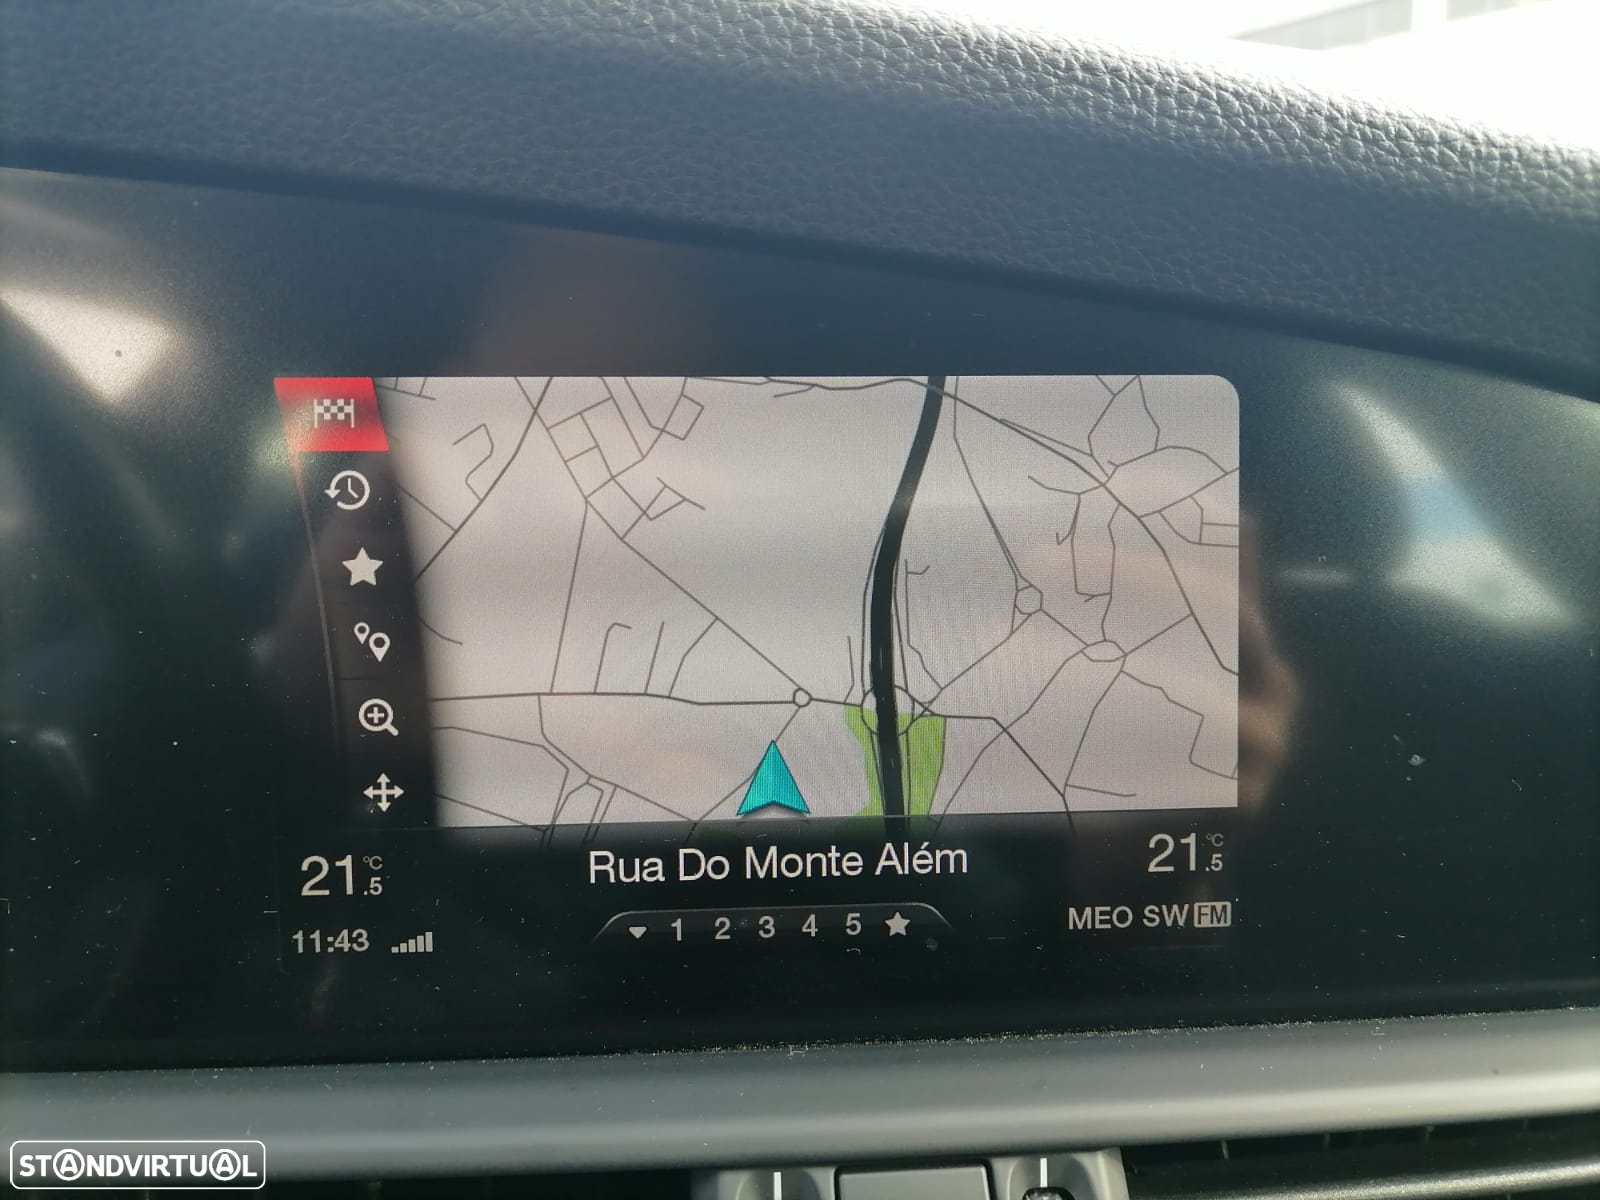 Rua Do Monte Além
21.5 °C
21.5 °C
11:43
1 2 3 4 5
MEO SW FM
STANDVIRTUAL